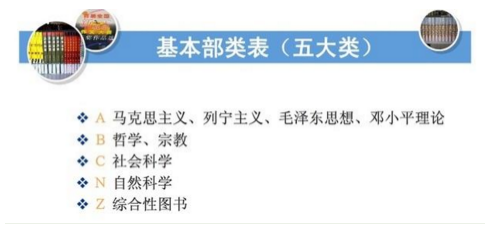 基本部类表（五大类）
A 马克思主义、列宁主义、毛泽东思想、邓小平理论
B 哲学、宗教
C 社会科学
N 自然科学
Z 综合性图书